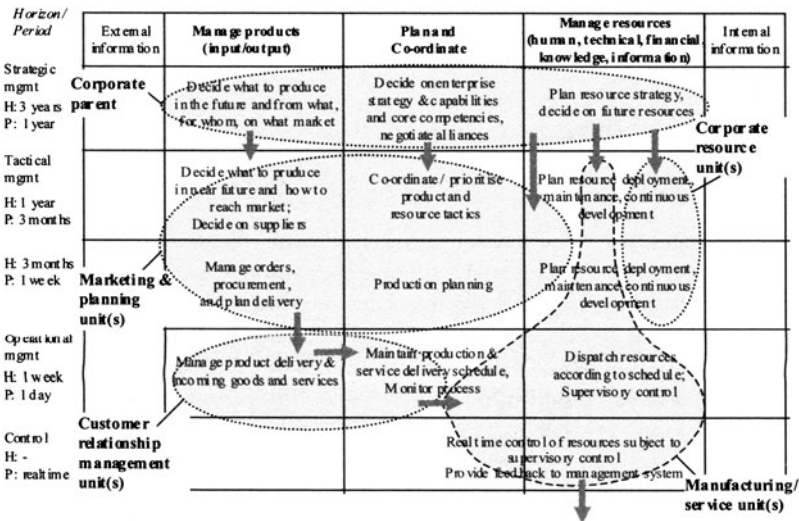 Horizon/
Period
External
information
Manage products
(input/output)
Plan and
Co-ordinate
Manage resources
(human, technical, financial
knowledge, information)
Internal
information
Strategic
mgmt
H: 3 years
P: 1 year
Corporate
parent
Decide what to produce
in the future and from what,
for whom, on what market
Decide on enterprise
strategy & capabilities
and core competencies,
negotiate alliances
Plan resource strategy,
decide on future resources
Corporate
resource
unit(s)
Tactical
mgmt
H: 1 year
P: 3 months
Decide what to produce
in near future and how to
reach market;
Decide on suppliers
Co-ordinate / prioritise
product and
resource tactics
Plan resource deployment,
maintenance, continuous
development
H: 3 months
P: 1 week
Marketing &
planning
unit(s)
Manage orders,
procurement,
and plan delivery
Production planning
Plan resource deployment,
maintenance, continuous
development
Operational
mgmt
H: 1 week
P: 1 day
Manage product delivery &
incoming goods and services
Maintain production &
service delivery schedule,
Monitor process
Dispatch resources
according to schedule;
Supervisory control
Customer
relationship
management
unit(s)
Control
H: -
P: realtime
Real time control of resources subject to
supervisory control
Provide feedback to management system
Manufacturing/
service unit(s)